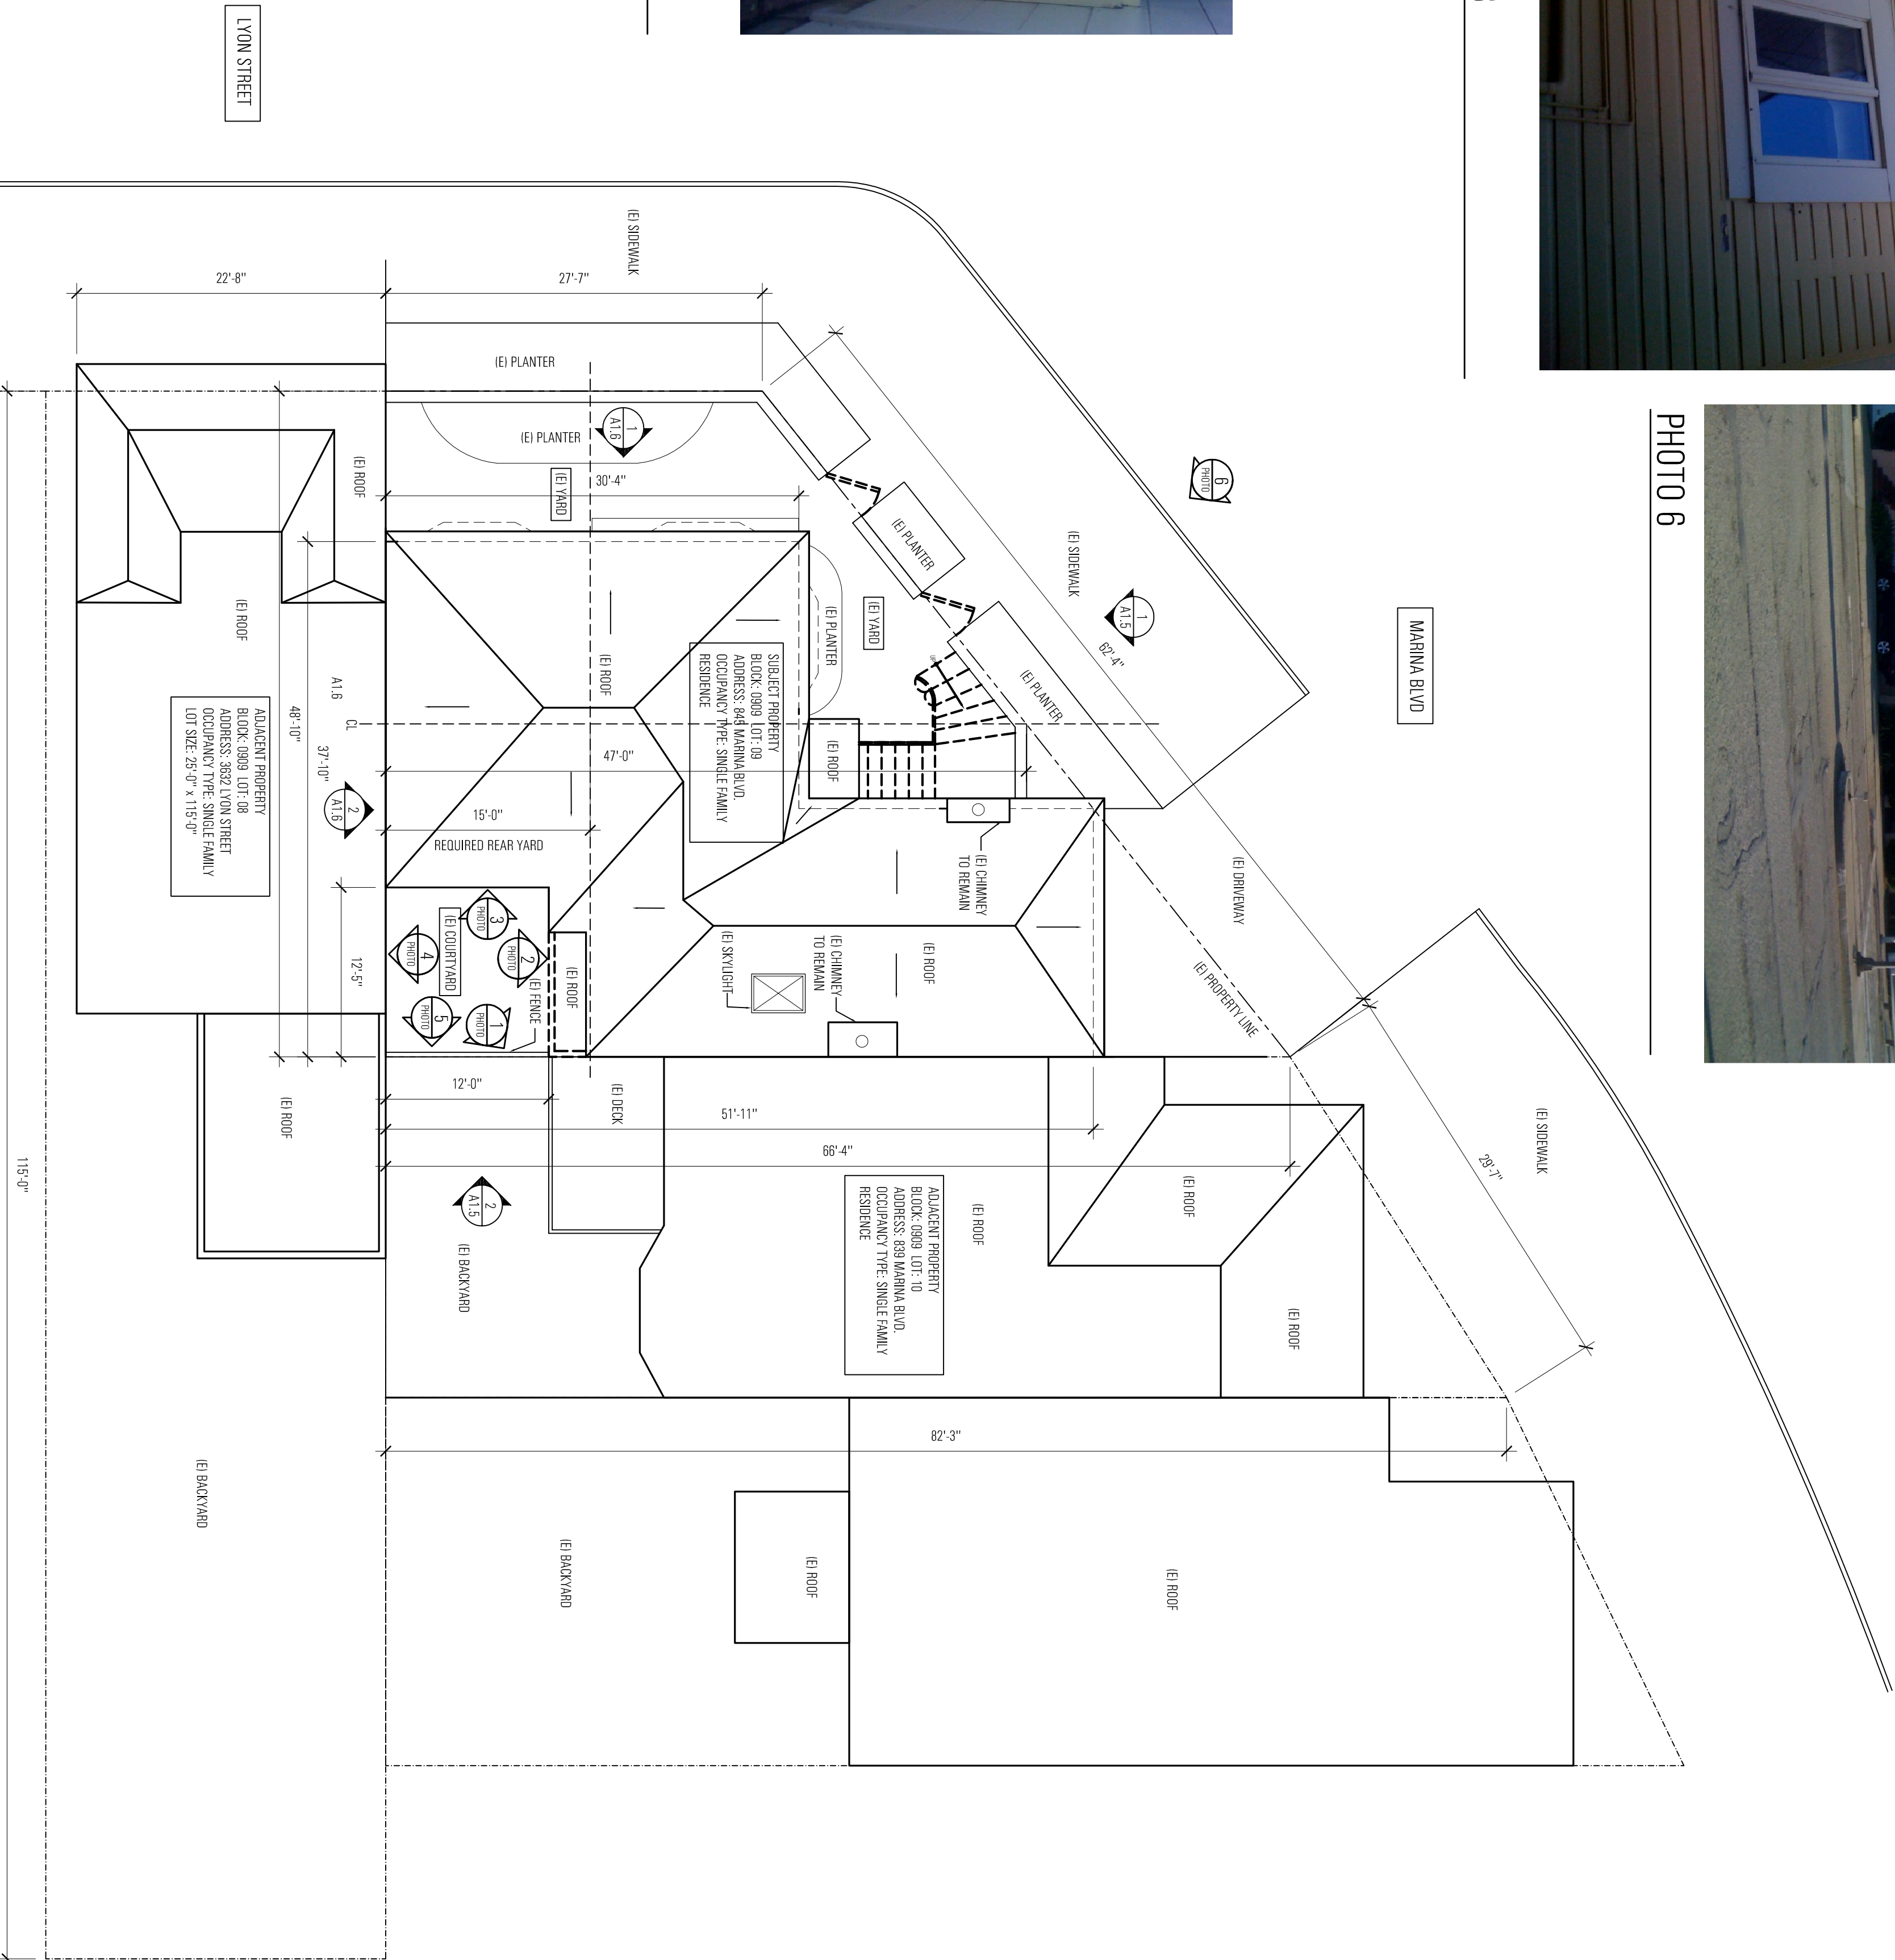 LYON STREET
MARINA BLVD
PHOTO 6
(E) SIDEWALK
22'-8"
27'-7"
(E) PLANTER
(E) PLANTER
1
A1.6
(E) YARD
30'-4"
6
PHOTO
(E) PLANTER
(E) SIDEWALK
1
A1.5
62'-4"
(E) ROOF
(E) ROOF
(E) ROOF
(E) PLANTER
(E) YARD
(E) PLANTER
SUBJECT PROPERTY
BLOCK: 0909 LOT: 09
ADDRESS: 845 MARINA BLVD.
OCCUPANCY TYPE: SINGLE FAMILY
RESIDENCE
ADJACENT PROPERTY
BLOCK: 0909 LOT: 08
ADDRESS: 3632 LYON STREET
OCCUPANCY TYPE: SINGLE FAMILY
LOT SIZE: 25'-0" x 115'-0"
A1.6
CL
48'-10"
37'-10"
2
A1.6
47'-0"
(E) ROOF
15'-0"
REQUIRED REAR YARD
(E) CHIMNEY
TO REMAIN
(E) DRIVEWAY
12'-5"
3
PHOTO
2
PHOTO
4
PHOTO
5
PHOTO
1
PHOTO
(E) COURTYARD
(E) FENCE
(E) ROOF
(E) SKYLIGHT
(E) CHIMNEY
TO REMAIN
(E) ROOF
(E) PROPERTY LINE
12'-0"
(E) DECK
51'-11"
66'-4"
(E) ROOF
115'-0"
2
A1.5
(E) BACKYARD
ADJACENT PROPERTY
BLOCK: 0909 LOT: 10
ADDRESS: 839 MARINA BLVD.
OCCUPANCY TYPE: SINGLE FAMILY
RESIDENCE
(E) ROOF
(E) ROOF
(E) ROOF
29'-7"
(E) SIDEWALK
82'-3"
(E) BACKYARD
(E) BACKYARD
(E) ROOF
(E) ROOF